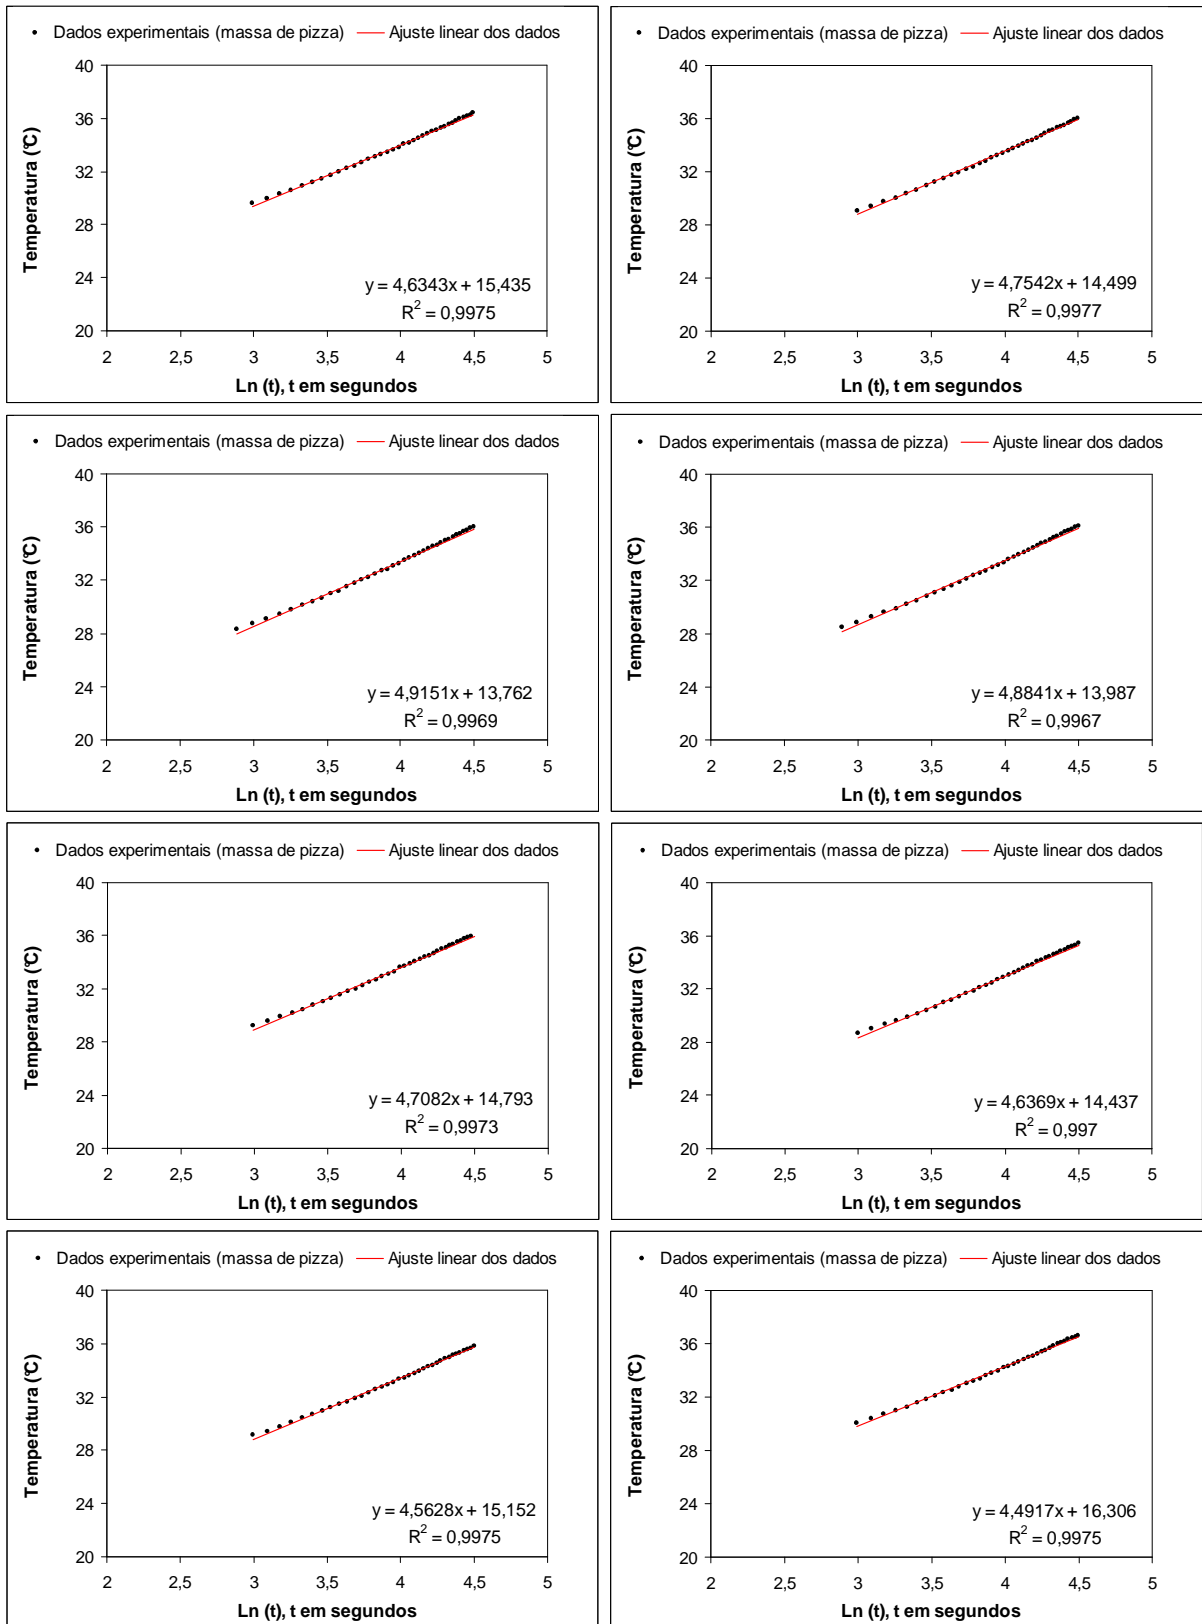 Dados experimentais (massa de pizza) Ajuste linear dos dados
40
36
32
28
24
20
Temperatura (°C)
y = 4,6343x + 15,435
R² = 0,9975
2 2,5 3 3,5 4 4,5 5
Ln (t), t em segundos
Dados experimentais (massa de pizza) Ajuste linear dos dados
40
36
32
28
24
20
Temperatura (°C)
y = 4,7542x + 14,499
R² = 0,9977
2 2,5 3 3,5 4 4,5 5
Ln (t), t em segundos
Dados experimentais (massa de pizza) Ajuste linear dos dados
40
36
32
28
24
20
Temperatura (°C)
y = 4,9151x + 13,762
R² = 0,9969
2 2,5 3 3,5 4 4,5 5
Ln (t), t em segundos
Dados experimentais (massa de pizza) Ajuste linear dos dados
40
36
32
28
24
20
Temperatura (°C)
y = 4,8841x + 13,987
R² = 0,9967
2 2,5 3 3,5 4 4,5 5
Ln (t), t em segundos
Dados experimentais (massa de pizza) Ajuste linear dos dados
40
36
32
28
24
20
Temperatura (°C)
y = 4,7082x + 14,793
R² = 0,9973
2 2,5 3 3,5 4 4,5 5
Ln (t), t em segundos
Dados experimentais (massa de pizza) Ajuste linear dos dados
40
36
32
28
24
20
Temperatura (°C)
y = 4,6369x + 14,437
R² = 0,997
2 2,5 3 3,5 4 4,5 5
Ln (t), t em segundos
Dados experimentais (massa de pizza) Ajuste linear dos dados
40
36
32
28
24
20
Temperatura (°C)
y = 4,5628x + 15,152
R² = 0,9975
2 2,5 3 3,5 4 4,5 5
Ln (t), t em segundos
Dados experimentais (massa de pizza) Ajuste linear dos dados
40
36
32
28
24
20
Temperatura (°C)
y = 4,4917x + 16,306
R² = 0,9975
2 2,5 3 3,5 4 4,5 5
Ln (t), t em segundos